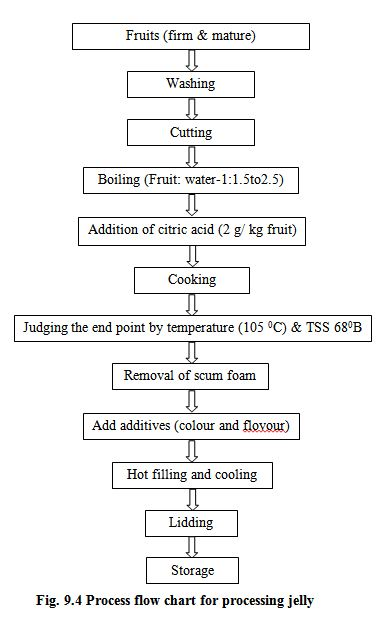 Fruits (firm & mature)
Washing
Cutting
Boiling (Fruit: water-1:1.5to2.5)
Addition of citric acid (2 g/ kg fruit)
Cooking
Judging the end point by temperature (105 ⁰C) & TSS 68⁰B
Removal of scum foam
Add additives (colour and flovour)
Hot filling and cooling
Lidding
Storage
Fig. 9.4 Process flow chart for processing jelly